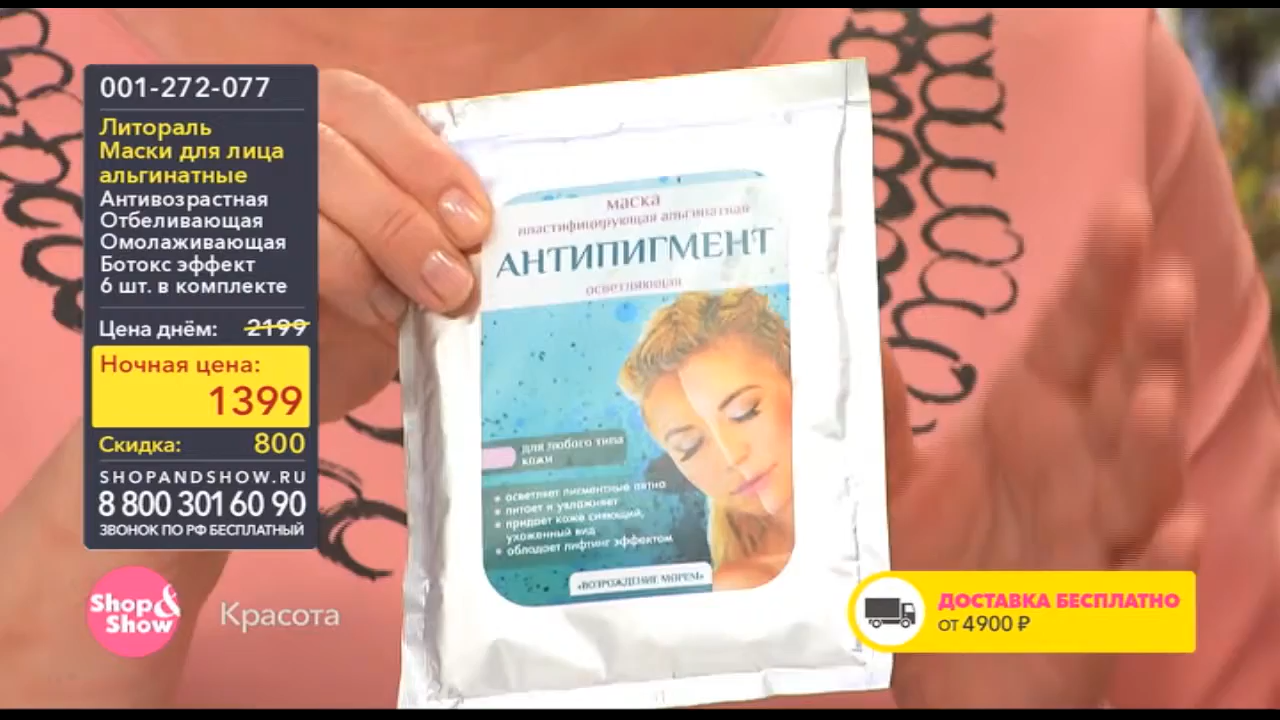 001-272-077
Литораль
Маски для лица
альгинатные
Антивозрастная
Отбеливающая
Омолаживающая
Ботокс эффект
6 шт. в комплекте
Цена днём: 2199
Ночная цена:
1399
Скидка: 800
SHOPANDSHOW.RU
8 800 301 60 90
ЗВОНОК ПО РФ БЕСПЛАТНЫЙ
Shop&
Show
Красота
маска
пластифицирующая альгинатная
АНТИПИГМЕНТ
осветляющая
для любого типа
кожи
• осветляет пигментные пятна
• питает и увлажняет
• придает коже сияющий,
ухоженный вид
• обладает лифтинг эффектом
«ВОЗРОЖДЕНИЕ МОРЕМ»
ДОСТАВКА БЕСПЛАТНО
ОТ 4900 ₽